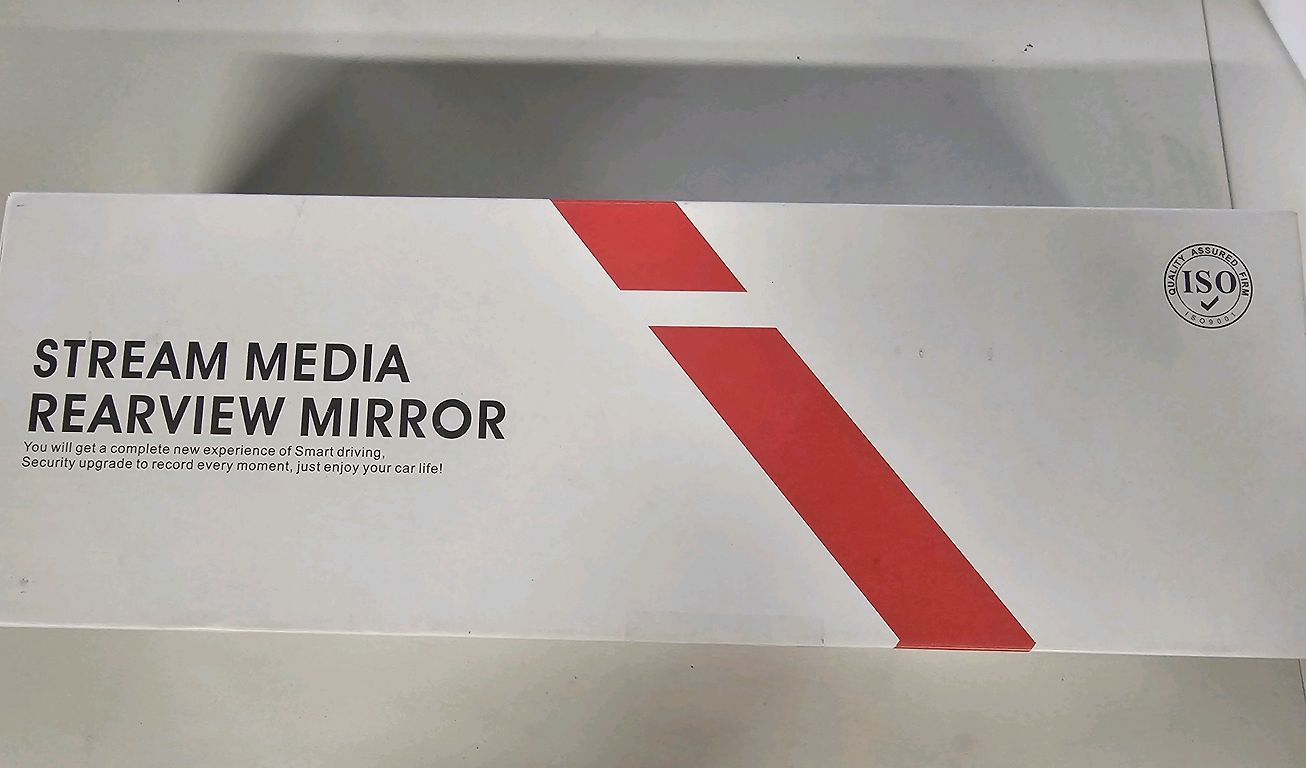 STREAM MEDIA
REARVIEW MIRROR
You will get a complete new experience of Smart driving,
Security upgrade to record every moment, just enjoy your car life!
QUALITY ASSURED FIRM
ISO
ISO9001